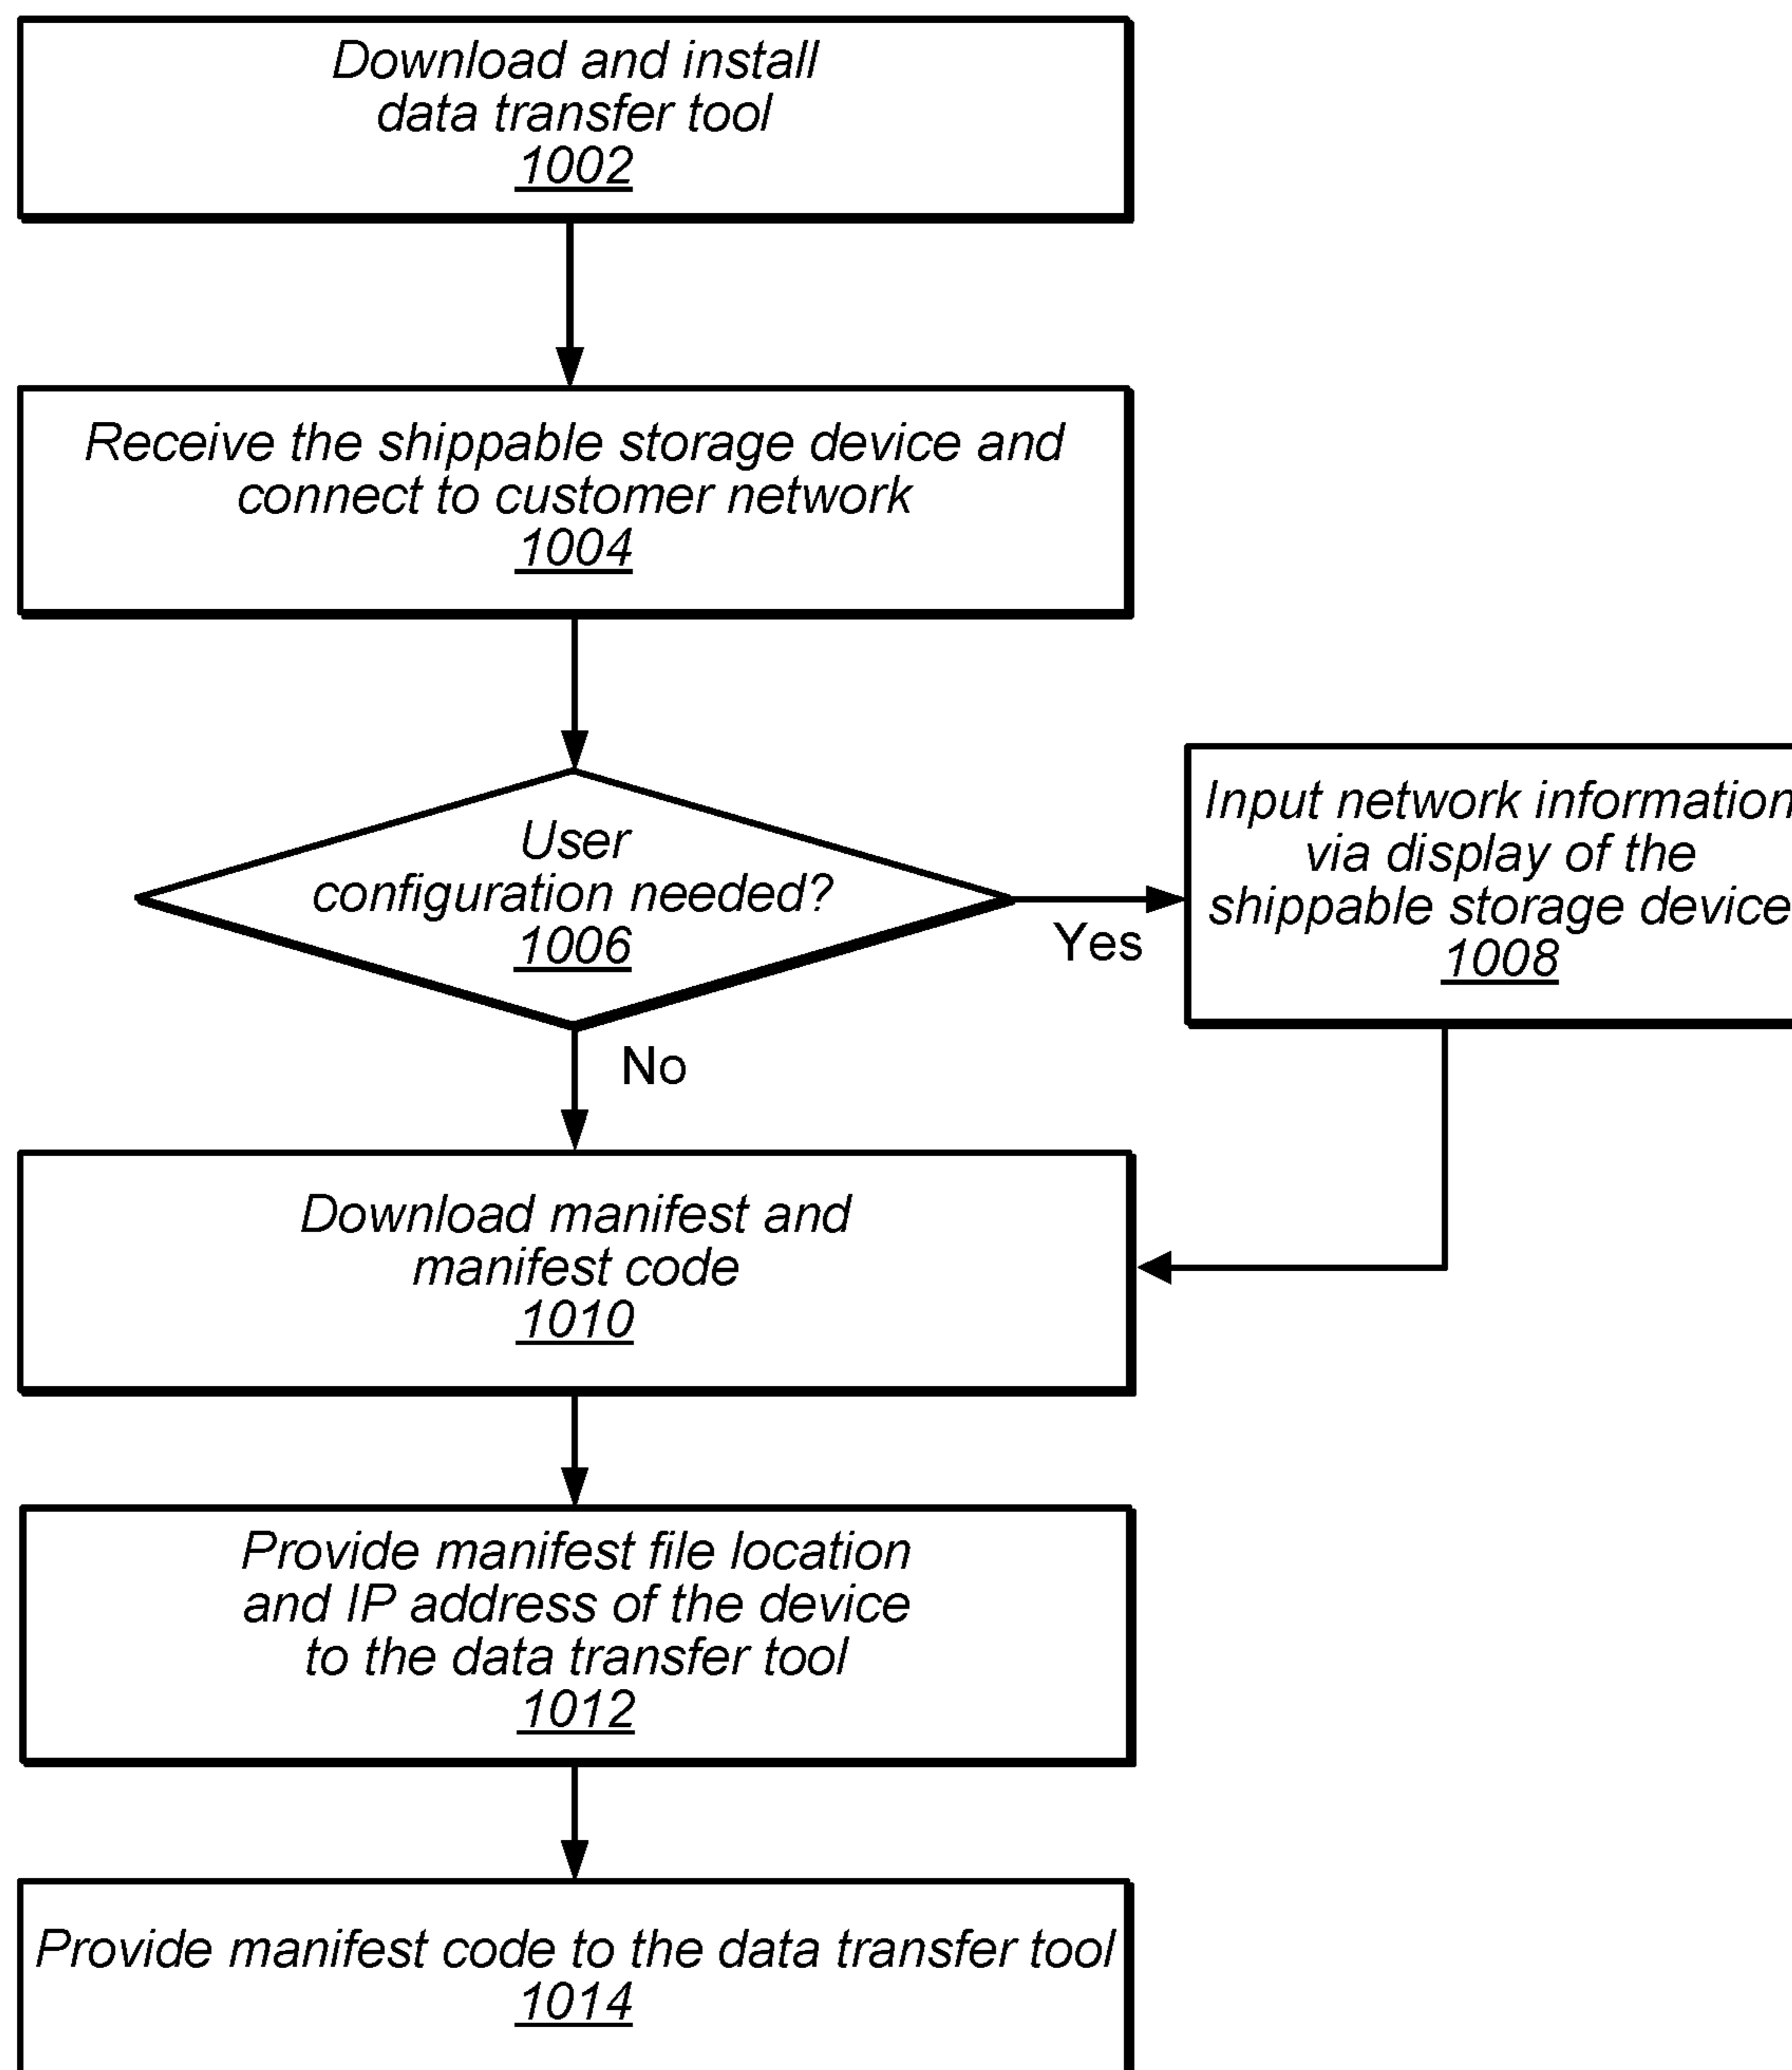 Download and install
data transfer tool
1002
Receive the shippable storage device and
connect to customer network
1004
User
configuration needed?
1006
Yes
Input network information
via display of the
shippable storage device
1008
No
Download manifest and
manifest code
1010
Provide manifest file location
and IP address of the device
to the data transfer tool
1012
Provide manifest code to the data transfer tool
1014